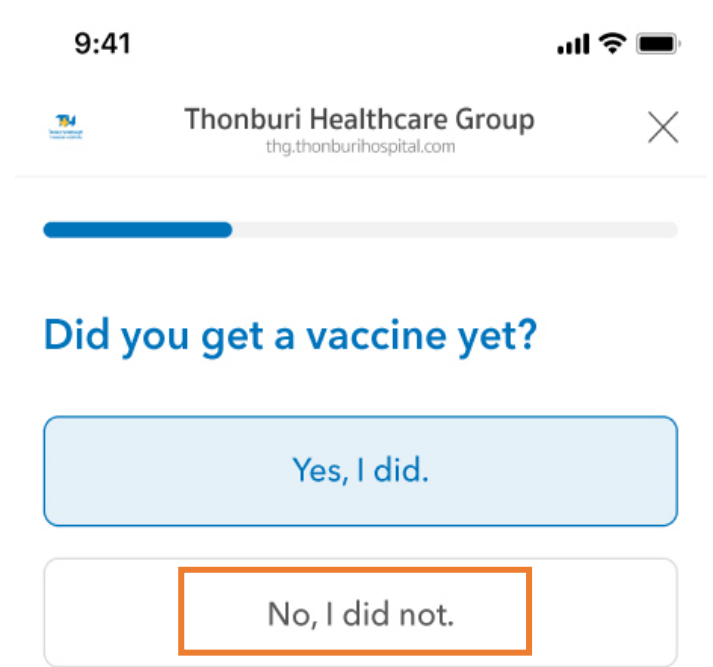 9:41
Thonburi Healthcare Group
thg.thonburihospital.com
Did you get a vaccine yet?
Yes, I did.
No, I did not.